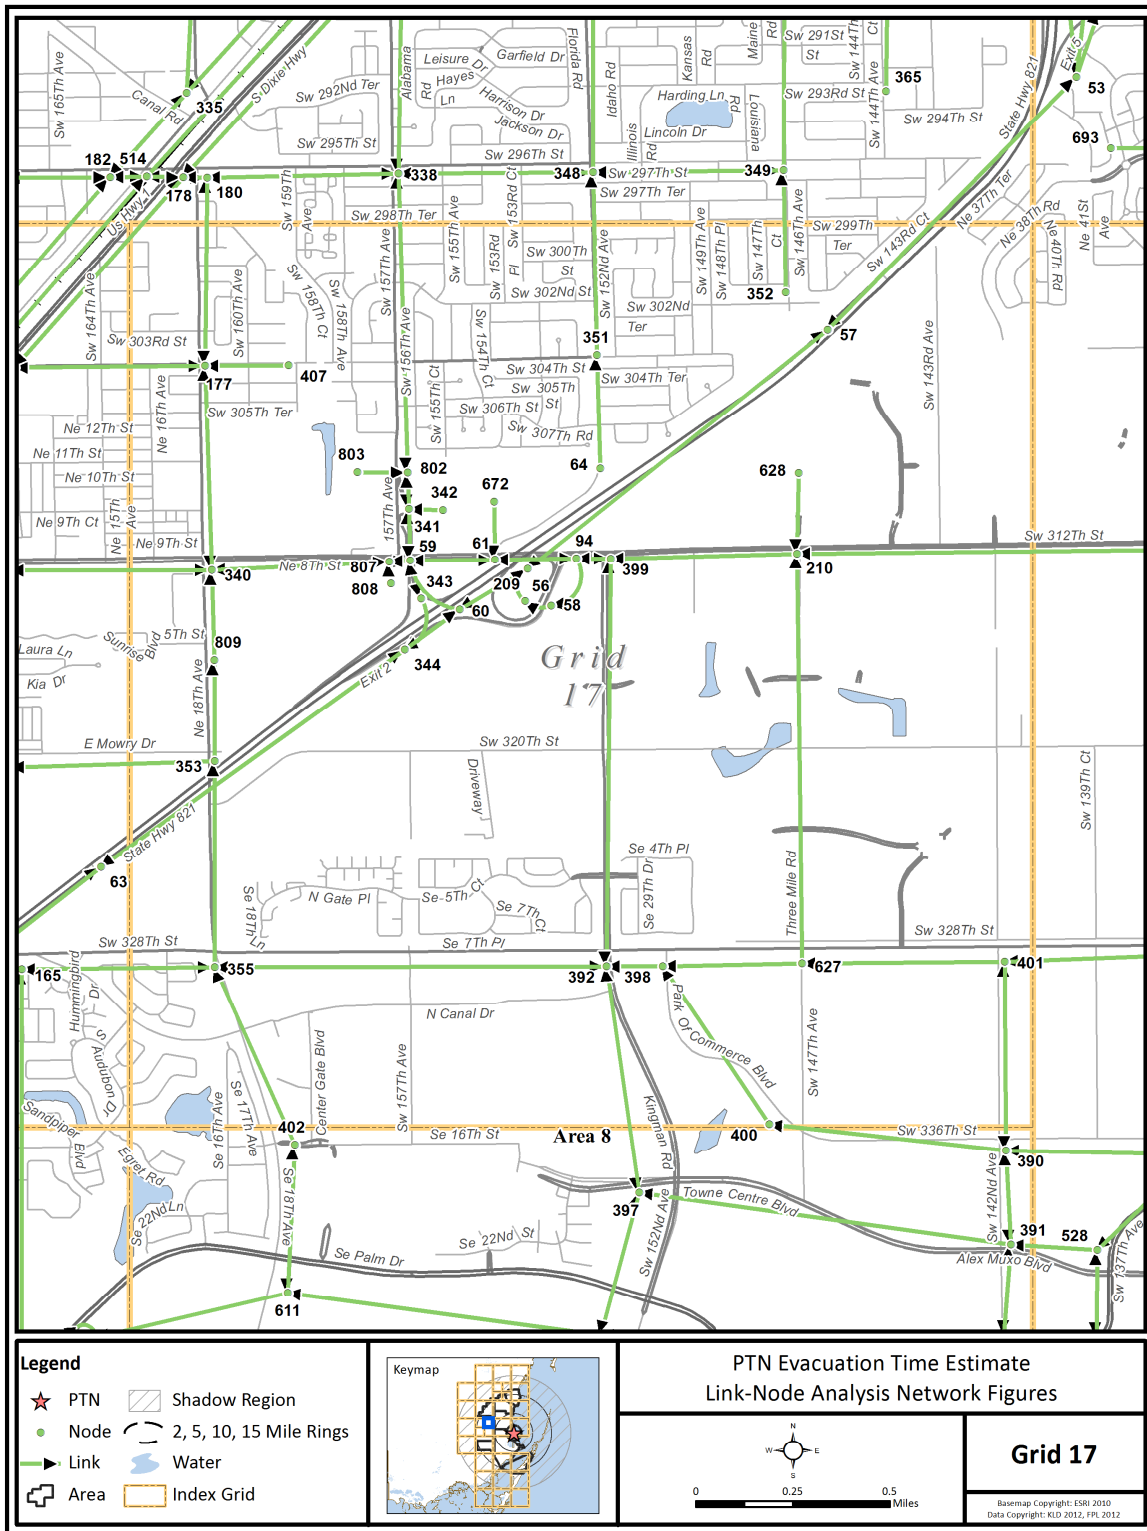 Sw 165Th Ave
Canal Rd
335
S Dixie Hwy
Sw 292Nd Ter
Alabama
Rd
Leisure Dr
Hayes
Ln
Garfield Dr
Harrison Dr
Jackson Dr
Florida Rd
Idaho Rd
Kansas
Rd
Maine
Rd
Harding Ln
Rd
Louisiana
Illinois
Rd
Lincoln Dr
Sw 291St
St
Sw 144Th
Ct
Sw 293Rd St
Sw 144Th Ave
365
Sw 294Th St
State Hwy 821
Exit 5
53
693
Sw 295Th St
Sw 296Th St
182
514
178
180
338
348
Sw 297Th St
349
Sw 297Th Ter
Us Hwy 1
Sw 159Th
Ave
Sw 298Th Ter
Sw 153Rd Ct
Sw 155Th Ave
Sw 153Rd
Pl
Sw 300Th
St
Sw 302Nd St
Sw 152Nd Ave
Sw 149Th Ave
Sw 148Th Pl
Sw 147Th
Ct
Sw 146Th Ave
Sw 299Th
Ter
Sw 143Rd Ct
Ne 37Th Ter
Ne 38Th Rd
Ne 40Th Rd
Ne 41St
Ave
Sw 164Th Ave
Sw 160Th Ave
Sw 158Th Ct
Sw 158Th Ave
Sw 157Th Ave
Sw 156Th Ave
Sw 154Th Ct
Sw 155Th Ct
Sw 302Nd
Ter
352
351
57
Sw 143Rd Ave
Sw 303Rd St
177
407
Sw 304Th St
Sw 304Th Ter
Sw 305Th
St
Sw 306Th St
Sw 307Th Rd
Sw 305Th Ter
Ne 16Th Ave
Ne 12Th St
Ne 11Th St
Ne 10Th St
Ne 15Th
Ave
Ne 9Th Ct
Ne 9Th St
Ne 8Th St
803
802
157Th Ave
342
341
672
64
628
59
61
94
399
210
Sw 312Th St
340
807
808
343
209
56
58
60
344
Exit 2
Laura Ln
Kia Dr
Sunrise
Blvd
5Th St
809
Ne 18Th Ave
Grid
17
E Mowry Dr
353
Sw 320Th St
Driveway
Sw 139Th Ct
State Hwy 821
63
Three Mile Rd
Se 4Th Pl
Se 29Th Dr
N Gate Pl
Se 5Th Ct
Se 7Th
Ct
Se 18Th
Ln
Sw 328Th St
Se 7Th Pl
Sw 328Th St
165
355
392
398
627
401
Hummingbird
Dr
N Canal Dr
S
Audubon Dr
Park Of Commerce Blvd
Sw 147Th Ave
Center Gate Blvd
Sw 157Th Ave
Sandpiper
Blvd
Se 16Th Ave
Se 17Th Ave
402
Se 16Th St
Area 8
Kingman Rd
400
Sw 336Th St
390
Egret Rd
Se 22Nd Ln
Se 18Th Ave
397
Towne Centre Blvd
Sw 142Nd Ave
391
528
Alex Muxo Blvd
Sw 137Th Ave
Se 22Nd St
Sw 152Nd Ave
Se Palm Dr
611
Legend
PTN
Shadow Region
Node
2, 5, 10, 15 Mile Rings
Link
Water
Area
Index Grid
Keymap
PTN Evacuation Time Estimate
Link-Node Analysis Network Figures
N
W
E
S
0
0.25
0.5
Miles
Grid 17
Basemap Copyright: ESRI 2010
Data Copyright: KLD 2012, FPL 2012